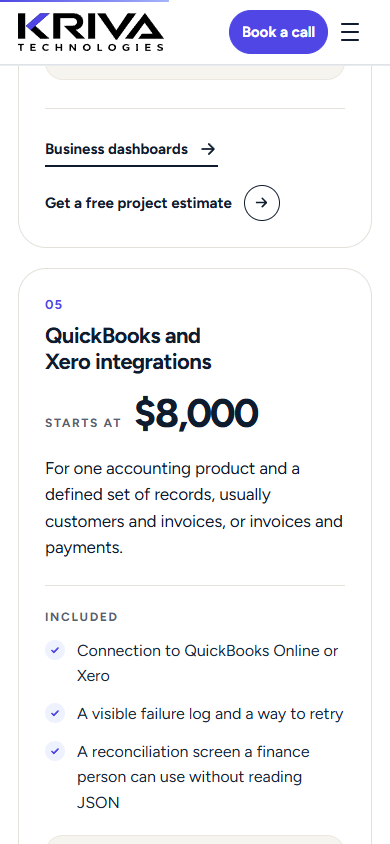 KRIVA
TECHNOLOGIES
Book a call
Business dashboards
Get a free project estimate
05
QuickBooks and
Xero integrations
STARTS AT $8,000
For one accounting product and a
defined set of records, usually
customers and invoices, or invoices and
payments.
INCLUDED
Connection to QuickBooks Online or
Xero
A visible failure log and a way to retry
A reconciliation screen a finance
person can use without reading
JSON